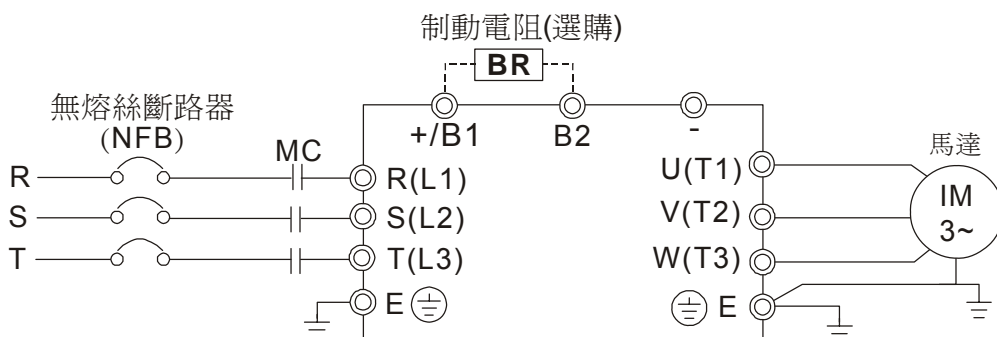 制動電阻(選購)
BR
無熔絲斷路器
(NFB)
+/B1
B2
-
馬達
MC
R
R(L1)
U(T1)
S
S(L2)
V(T2)
IM
3~
T
T(L3)
W(T3)
E
E